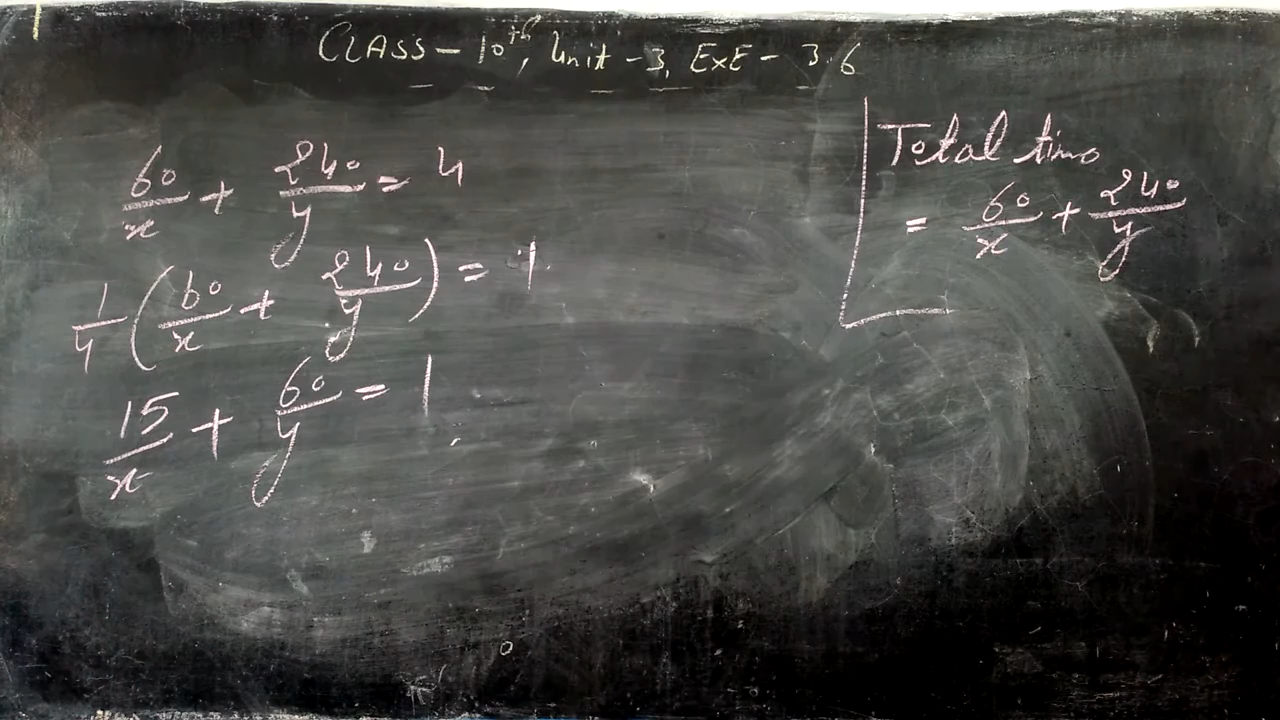 CLASS - 10th, Unit - 3, ExE - 3.6
60/x + 240/y = 4
1/4 (60/x + 240/y) = 1
15/x + 60/y = 1
Total time
= 60/x + 240/y